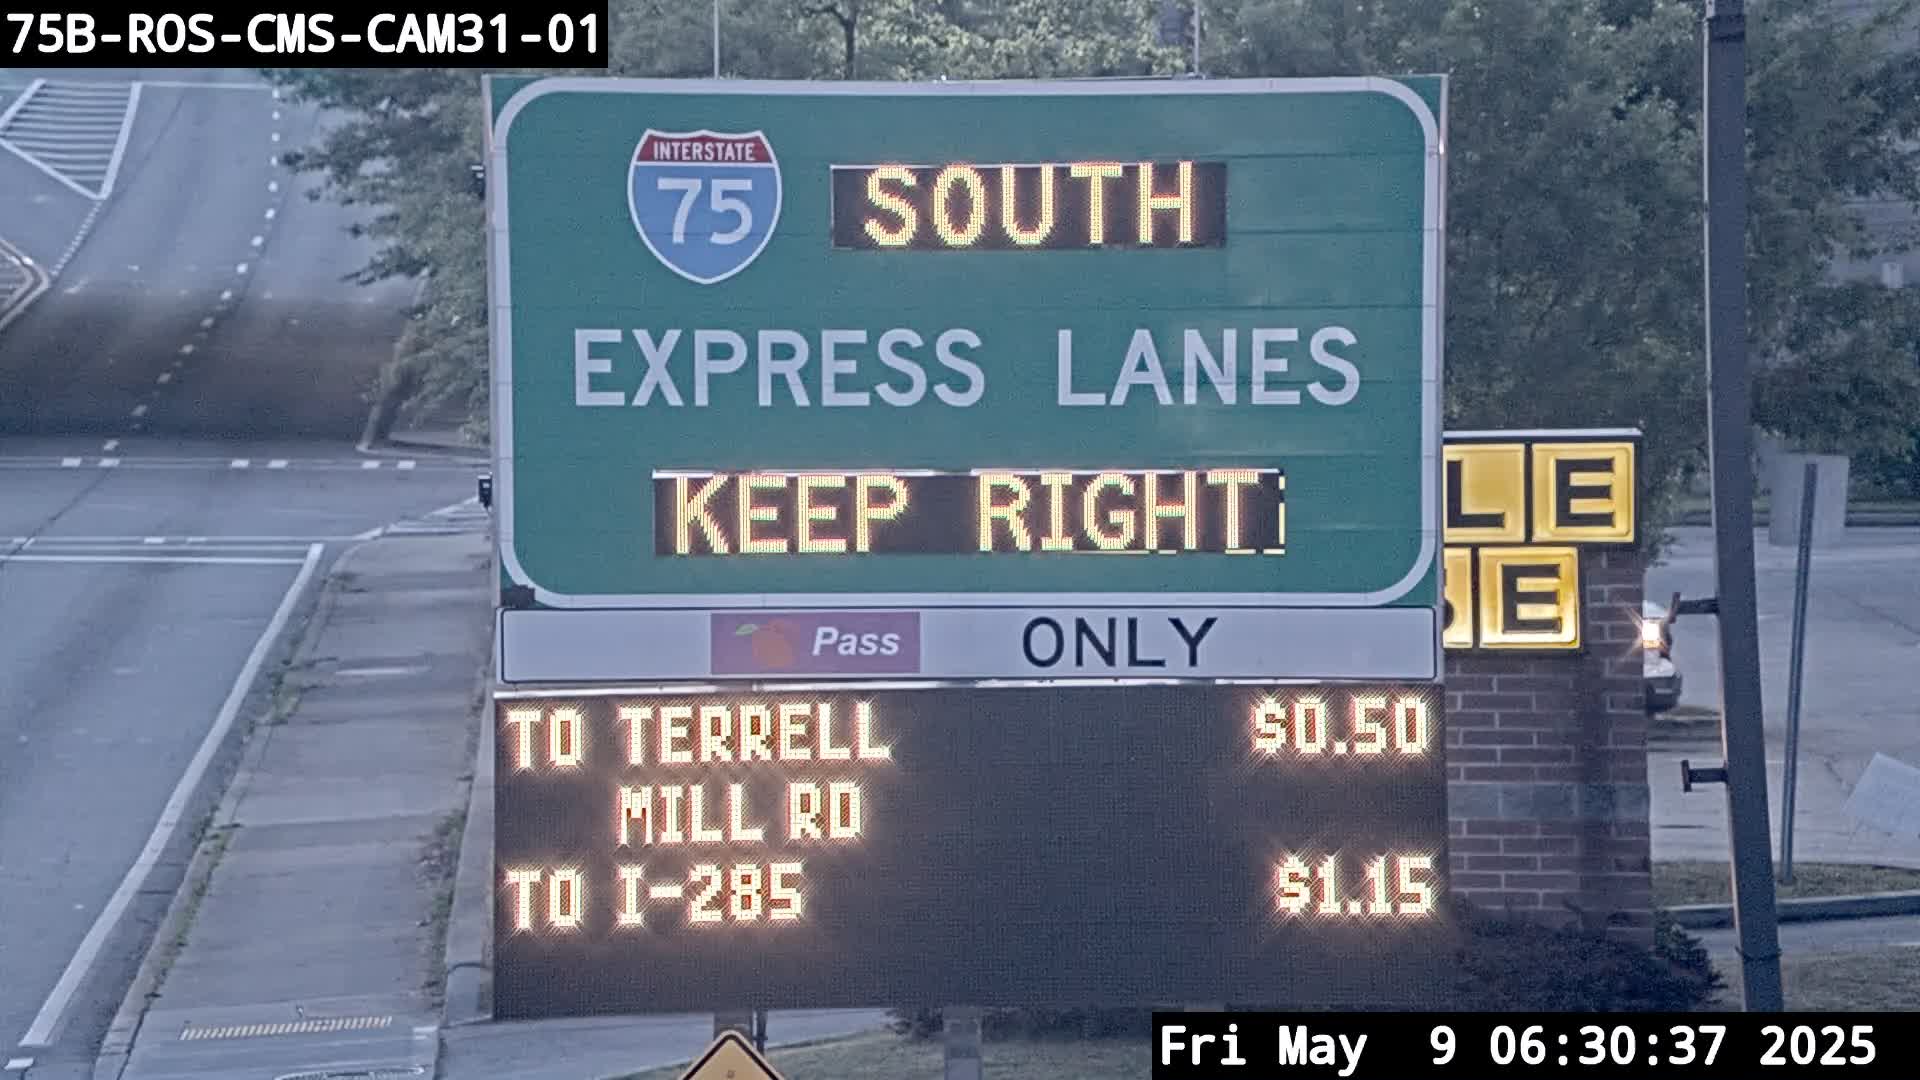 75B-ROS-CMS-CAM31-01
INTERSTATE
75
SOUTH
EXPRESS LANES
KEEP RIGHT
Pass ONLY
TO TERRELL $0.50
MILL RD
TO I-285 $1.15
LE
E
Fri May 9 06:30:37 2025